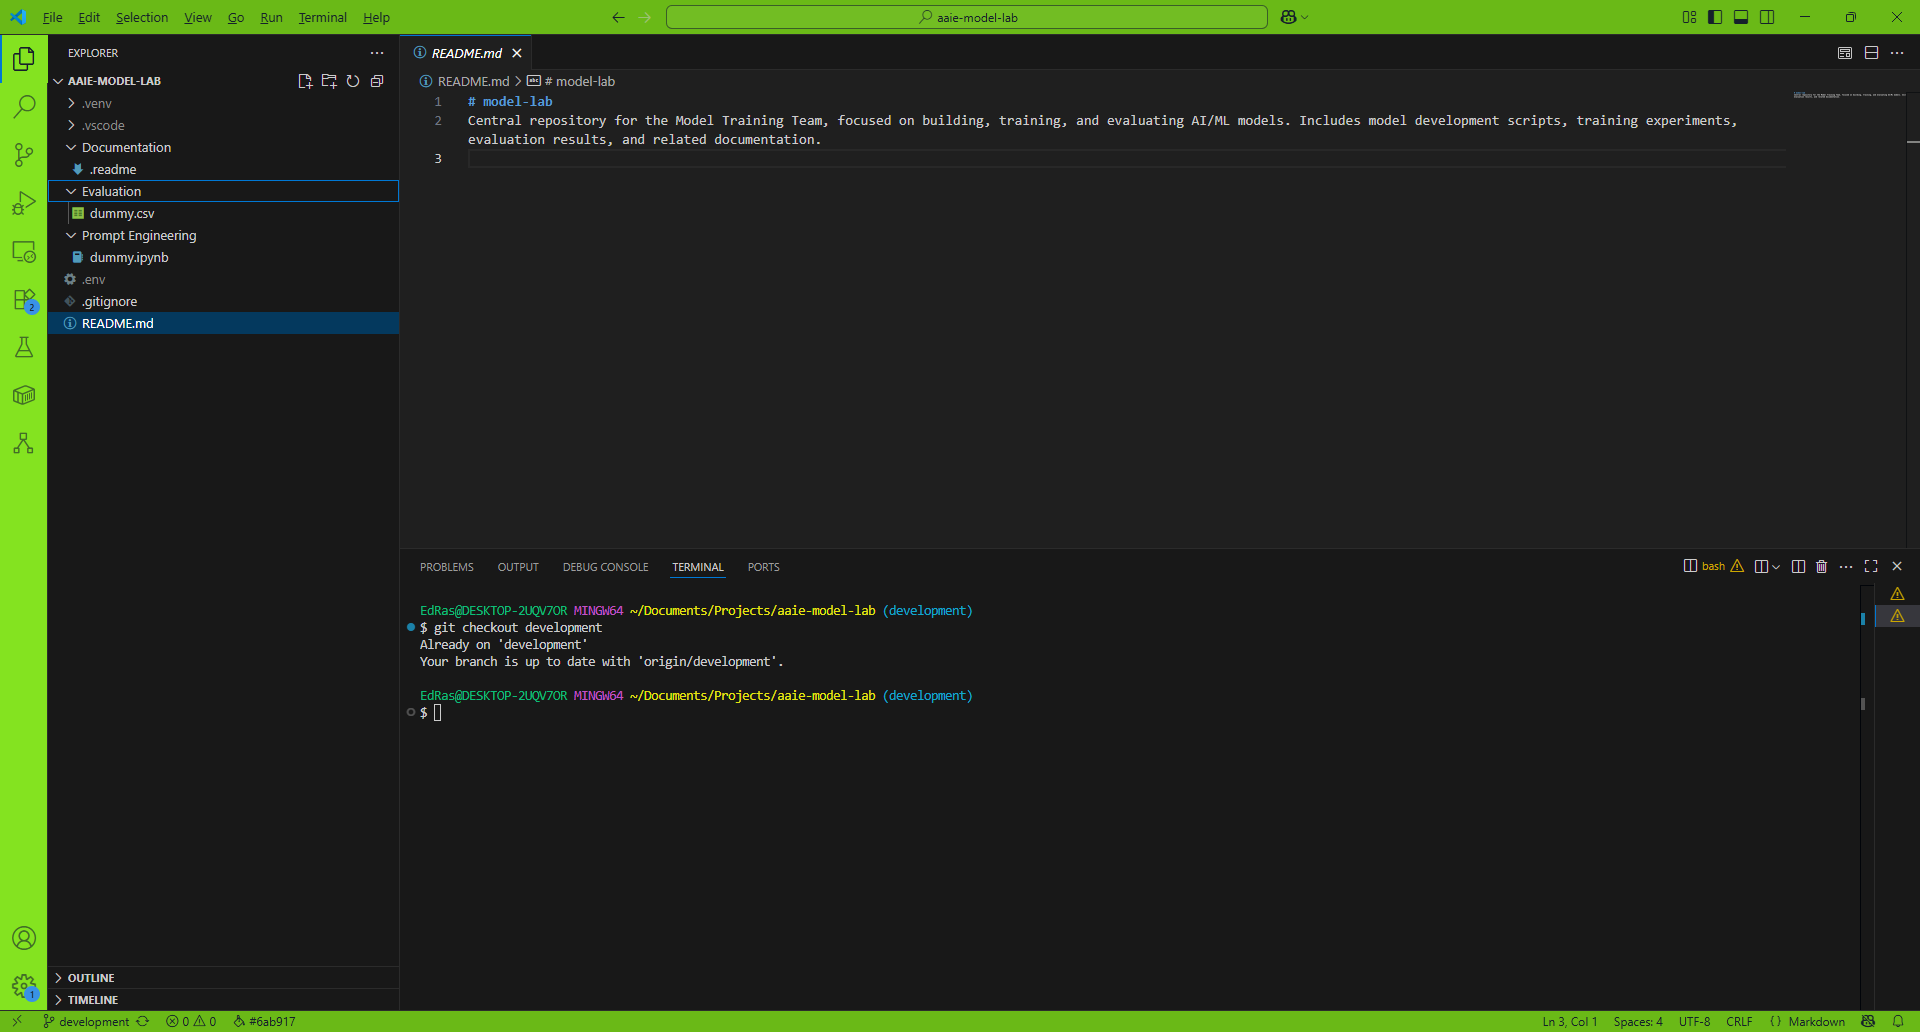 File Edit Selection View Go Run Terminal Help
aaie-model-lab
EXPLORER
AAIE-MODEL-LAB
.venv
.vscode
Documentation
.readme
Evaluation
dummy.csv
Prompt Engineering
dummy.ipynb
.env
.gitignore
README.md
2
OUTLINE
TIMELINE
1
README.md
README.md > # model-lab
1 # model-lab
2 Central repository for the Model Training Team, focused on building, training, and evaluating AI/ML models. Includes model development scripts, training experiments,
evaluation results, and related documentation.
3
PROBLEMS OUTPUT DEBUG CONSOLE TERMINAL PORTS
bash
EdRas@DESKTOP-2UQV7OR MINGW64 ~/Documents/Projects/aaie-model-lab (development)
$ git checkout development
Already on 'development'
Your branch is up to date with 'origin/development'.
EdRas@DESKTOP-2UQV7OR MINGW64 ~/Documents/Projects/aaie-model-lab (development)
$
development 0 0 #6ab917
Ln 3, Col 1 Spaces: 4 UTF-8 CRLF {} Markdown